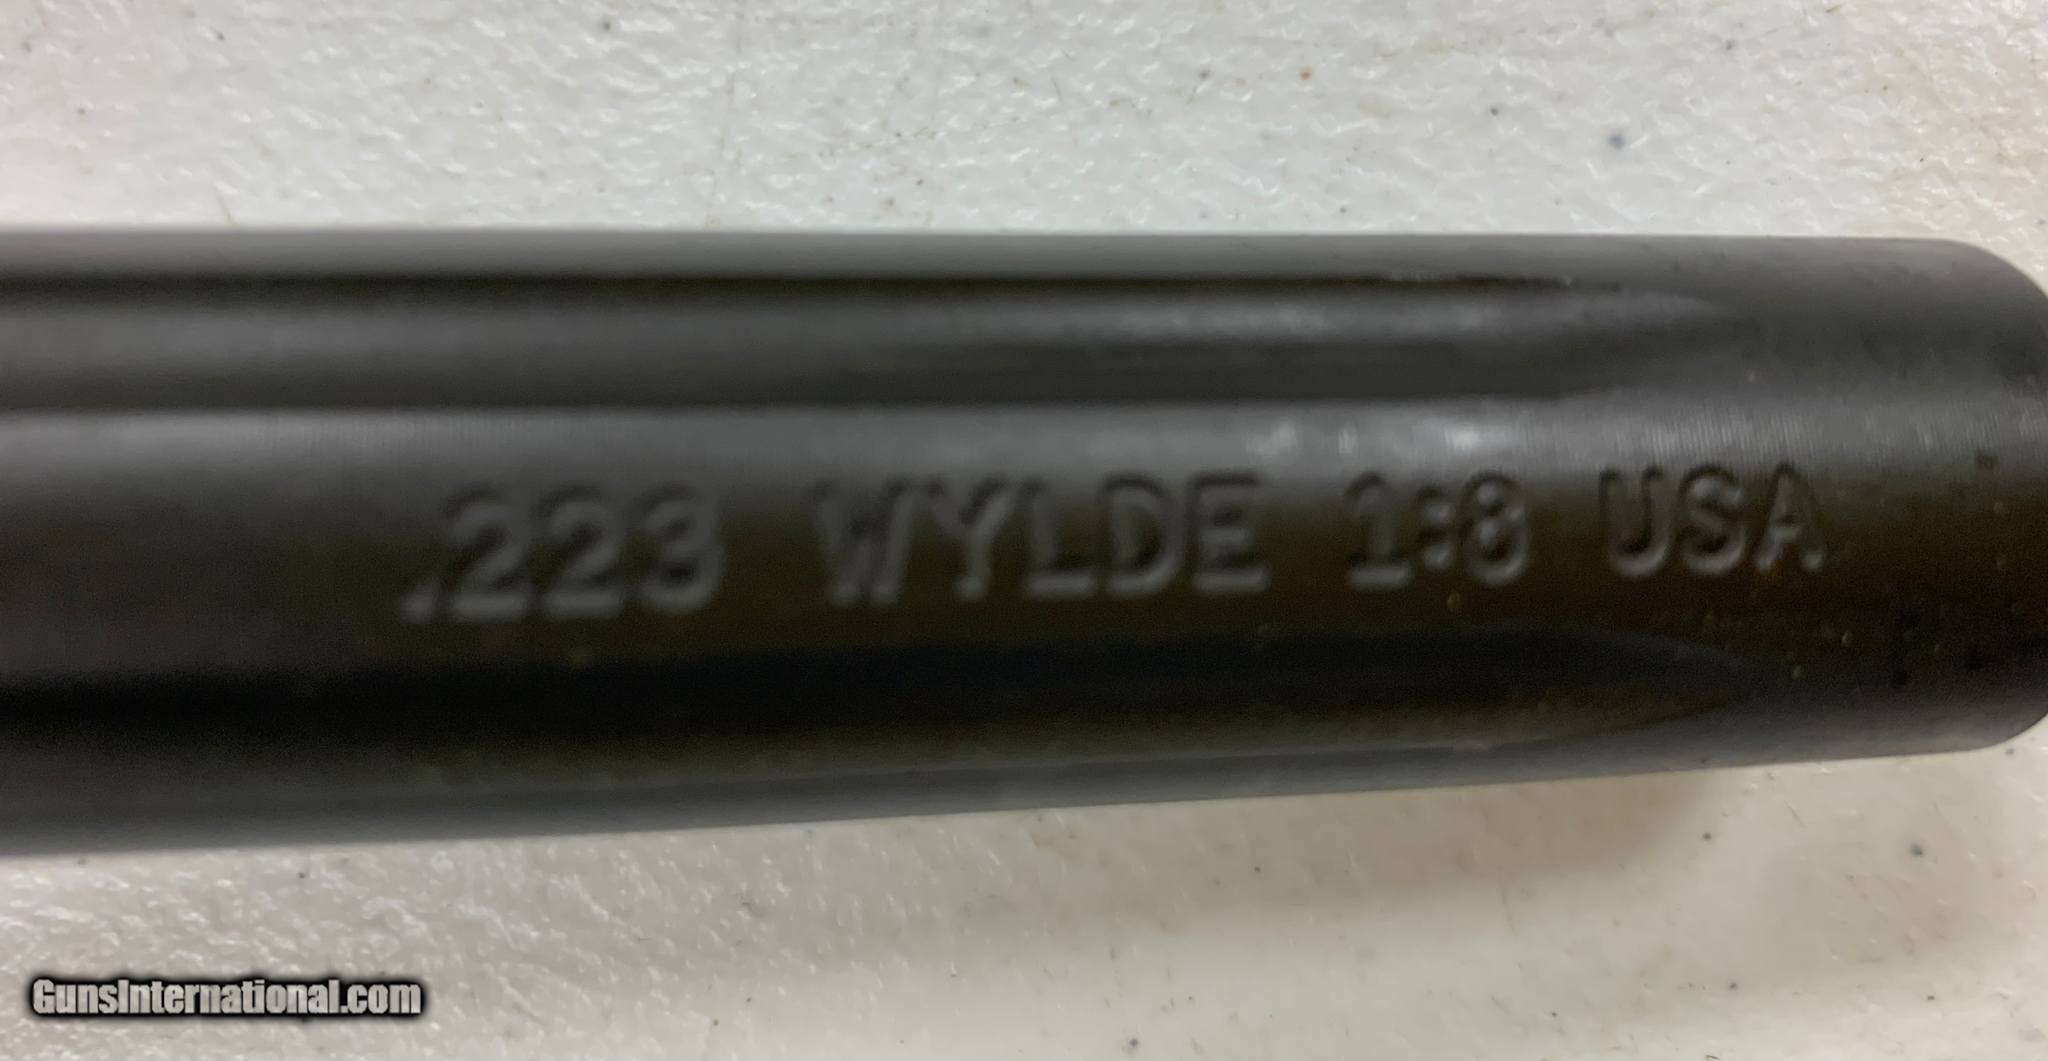 .223 WYLDE 1:8 USA
GunsInternational.com